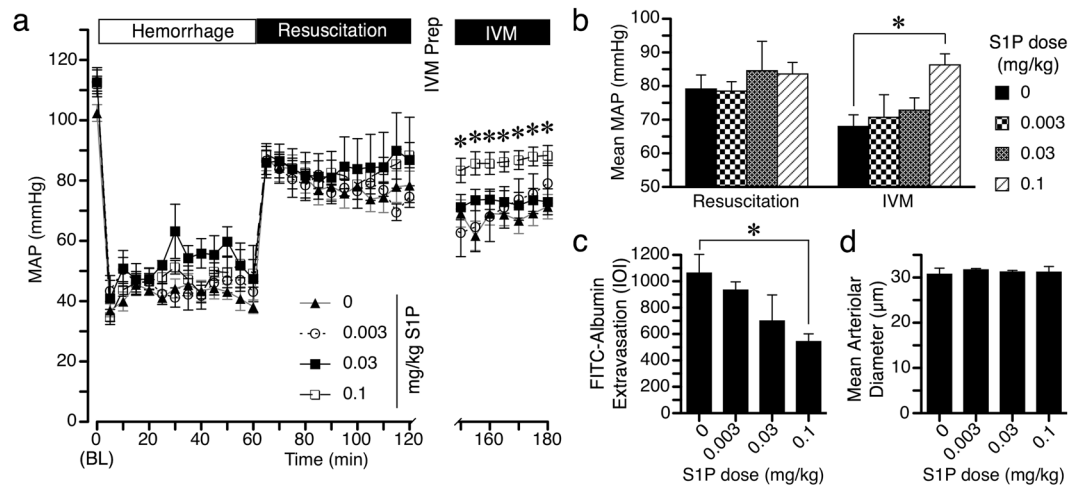 a
Hemorrhage
Resuscitation
IVM Prep
IVM
120
100
80
60
40
20
0
MAP (mmHg)
*******
0
0.003
0.03
0.1
mg/kg S1P
0 20 40 60 80 100 120 160 180
(BL)
Time (min)
b
100
90
80
70
60
50
Mean MAP (mmHg)
*
Resuscitation
IVM
S1P dose
(mg/kg)
0
0.003
0.03
0.1
c
1200
1000
800
600
400
200
0
FITC-Albumin
Extravasation (IOI)
*
0
0.003
0.03
0.1
S1P dose (mg/kg)
d
30
20
10
0
Mean Arteriolar
Diameter (μm)
0
0.003
0.03
0.1
S1P dose (mg/kg)